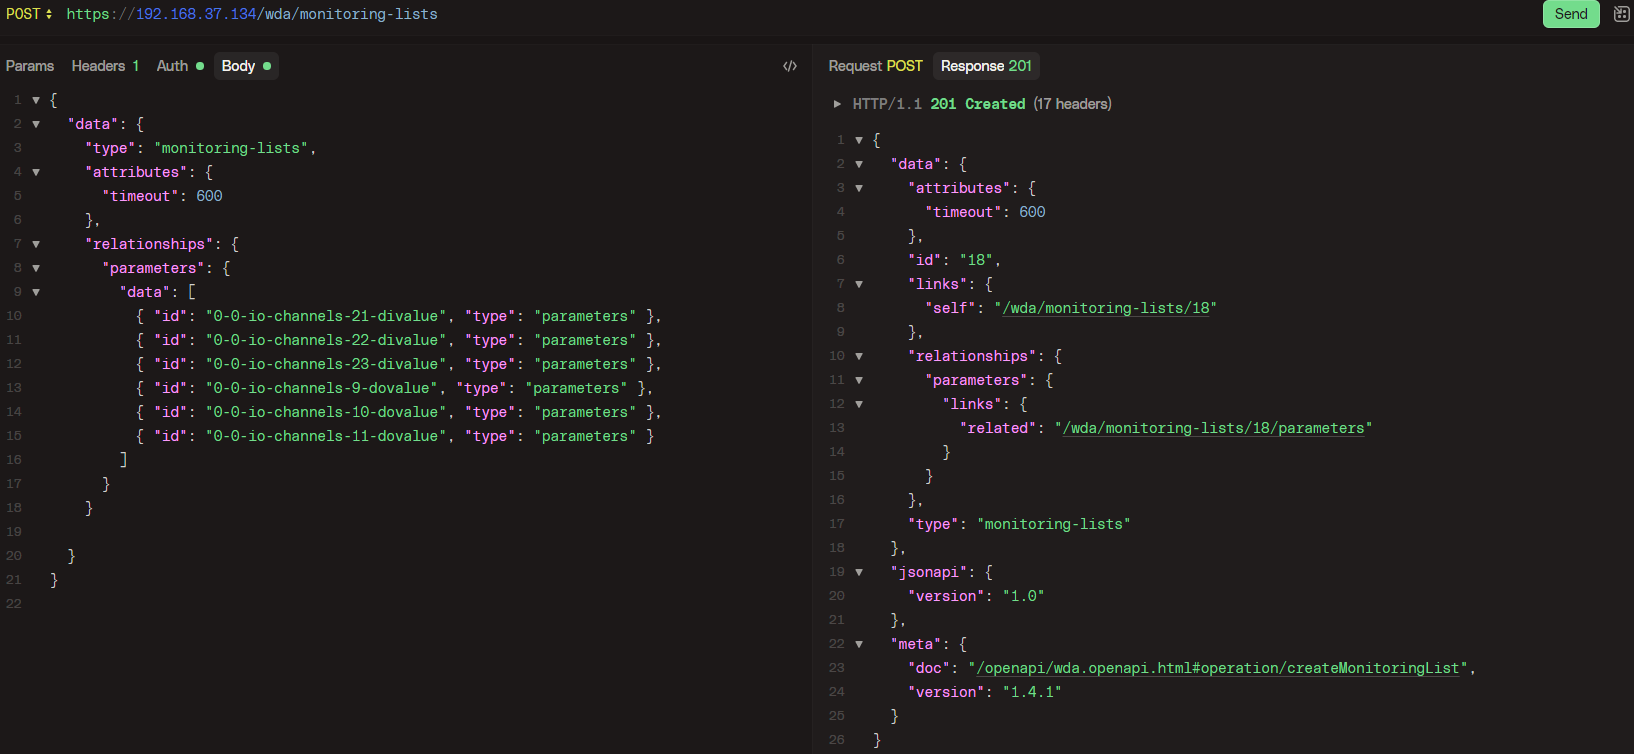 POST https://192.168.37.134/wda/monitoring-lists Send
Params Headers 1 Auth Body
1 {
2 "data": {
3 "type": "monitoring-lists",
4 "attributes": {
5 "timeout": 600
6 },
7 "relationships": {
8 "parameters": {
9 "data": [
10 { "id": "0-0-io-channels-21-divalue", "type": "parameters" },
11 { "id": "0-0-io-channels-22-divalue", "type": "parameters" },
12 { "id": "0-0-io-channels-23-divalue", "type": "parameters" },
13 { "id": "0-0-io-channels-9-dovalue", "type": "parameters" },
14 { "id": "0-0-io-channels-10-dovalue", "type": "parameters" },
15 { "id": "0-0-io-channels-11-dovalue", "type": "parameters" }
16 ]
17 }
18 }
19
20 }
21 }
22
Request POST Response 201
HTTP/1.1 201 Created (17 headers)
1 {
2 "data": {
3 "attributes": {
4 "timeout": 600
5 },
6 "id": "18",
7 "links": {
8 "self": "/wda/monitoring-lists/18"
9 },
10 "relationships": {
11 "parameters": {
12 "links": {
13 "related": "/wda/monitoring-lists/18/parameters"
14 }
15 }
16 },
17 "type": "monitoring-lists"
18 },
19 "jsonapi": {
20 "version": "1.0"
21 },
22 "meta": {
23 "doc": "/openapi/wda.openapi.html#operation/createMonitoringList",
24 "version": "1.4.1"
25 }
26 }